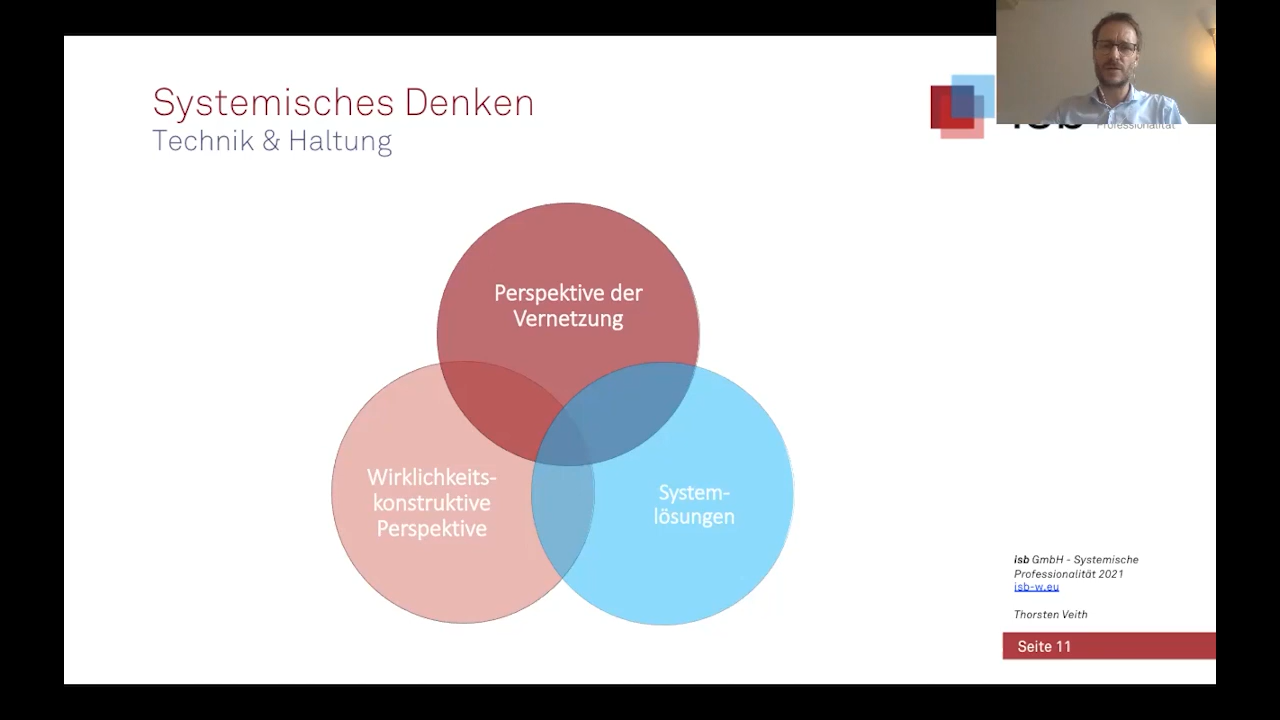 Systemisches Denken
Technik & Haltung
Professionalität
Perspektive der
Vernetzung
Wirklichkeits-
konstruktive
Perspektive
System-
lösungen
isb GmbH - Systemische
Professionalität 2021
isb-w.eu
Thorsten Veith
Seite 11